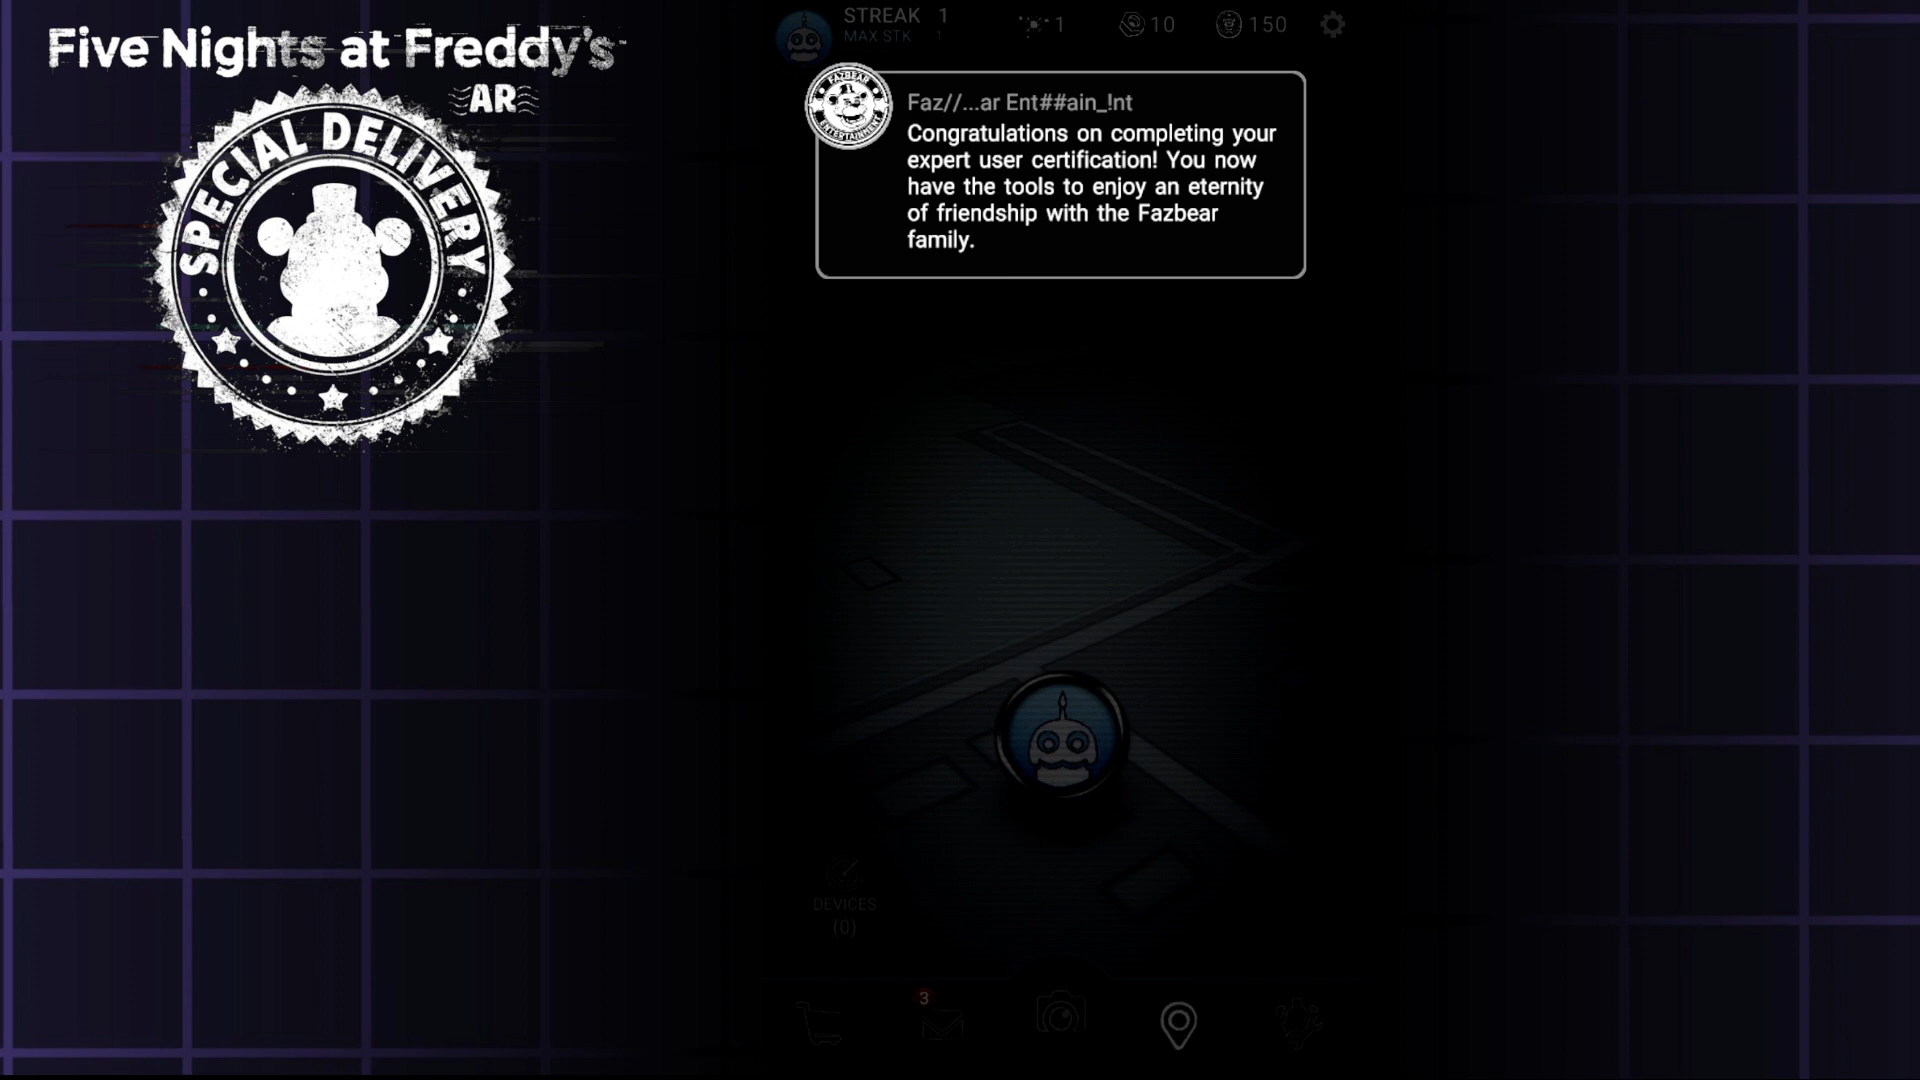 Five Nights at Freddy's
AR
SPECIAL DELIVERY
STREAK 1
MAX STK 1
1
10
150
FAZBEAR
ENTERTAINMENT
Faz//...ar Ent##ain_!nt
Congratulations on completing your
expert user certification! You now
have the tools to enjoy an eternity
of friendship with the Fazbear
family.
DEVICES
(0)
3